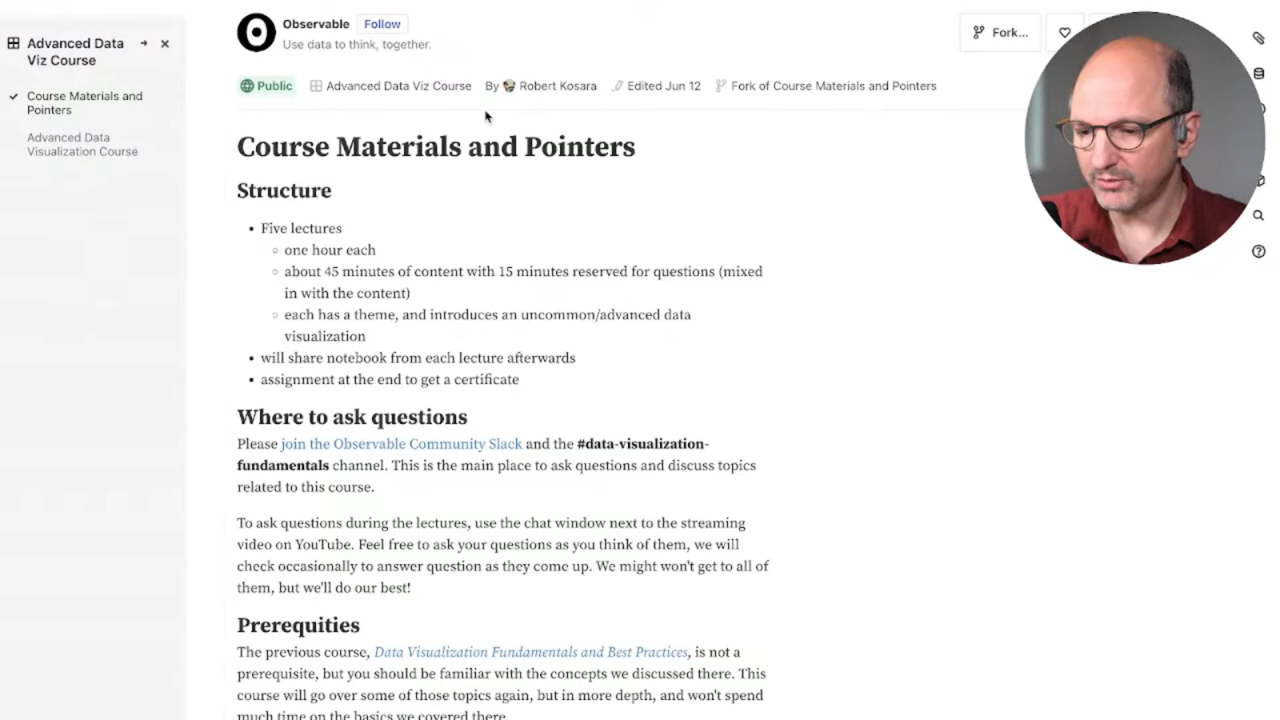 Observable Follow
Use data to think, together.
Fork...
Advanced Data
Viz Course
Course Materials and
Pointers
Advanced Data
Visualization Course
Public Advanced Data Viz Course By Robert Kosara Edited Jun 12 Fork of Course Materials and Pointers
Course Materials and Pointers
Structure
• Five lectures
◦ one hour each
◦ about 45 minutes of content with 15 minutes reserved for questions (mixed
in with the content)
◦ each has a theme, and introduces an uncommon/advanced data
visualization
• will share notebook from each lecture afterwards
• assignment at the end to get a certificate
Where to ask questions
Please join the Observable Community Slack and the #data-visualization-
fundamentals channel. This is the main place to ask questions and discuss topics
related to this course.
To ask questions during the lectures, use the chat window next to the streaming
video on YouTube. Feel free to ask your questions as you think of them, we will
check occasionally to answer question as they come up. We might won't get to all of
them, but we'll do our best!
Prerequities
The previous course, Data Visualization Fundamentals and Best Practices, is not a
prerequisite, but you should be familiar with the concepts we discussed there. This
course will go over some of those topics again, but in more depth, and won't spend
much time on the basics we covered there.